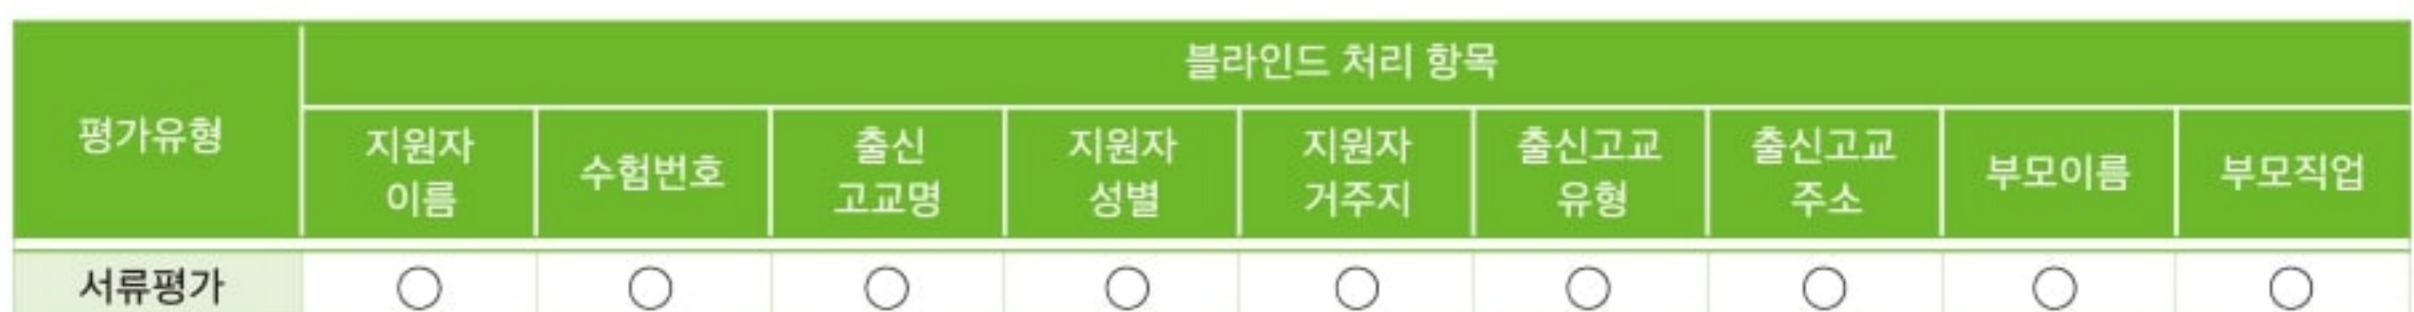 블라인드 처리 항목
평가유형
지원자 이름
수험번호
출신 고교명
지원자 성별
지원자 거주지
출신고교 유형
출신고교 주소
부모이름
부모직업
서류평가 ○ ○ ○ ○ ○ ○ ○ ○ ○